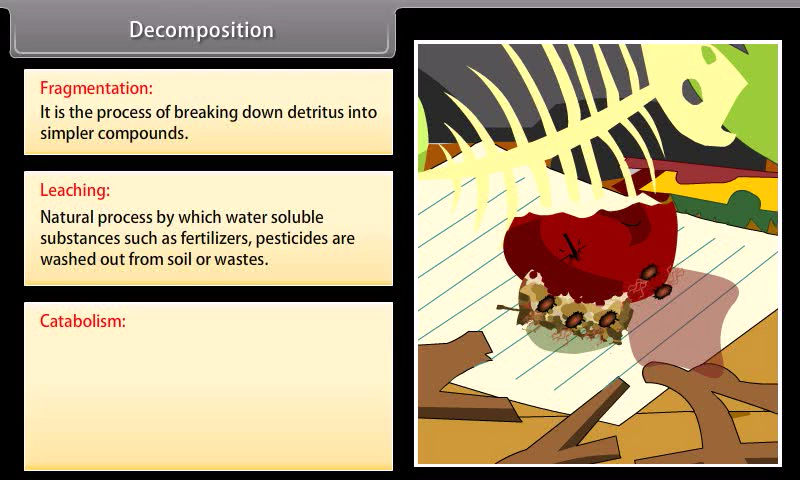 Decomposition
Fragmentation:
It is the process of breaking down detritus into
simpler compounds.
Leaching:
Natural process by which water soluble
substances such as fertilizers, pesticides are
washed out from soil or wastes.
Catabolism: